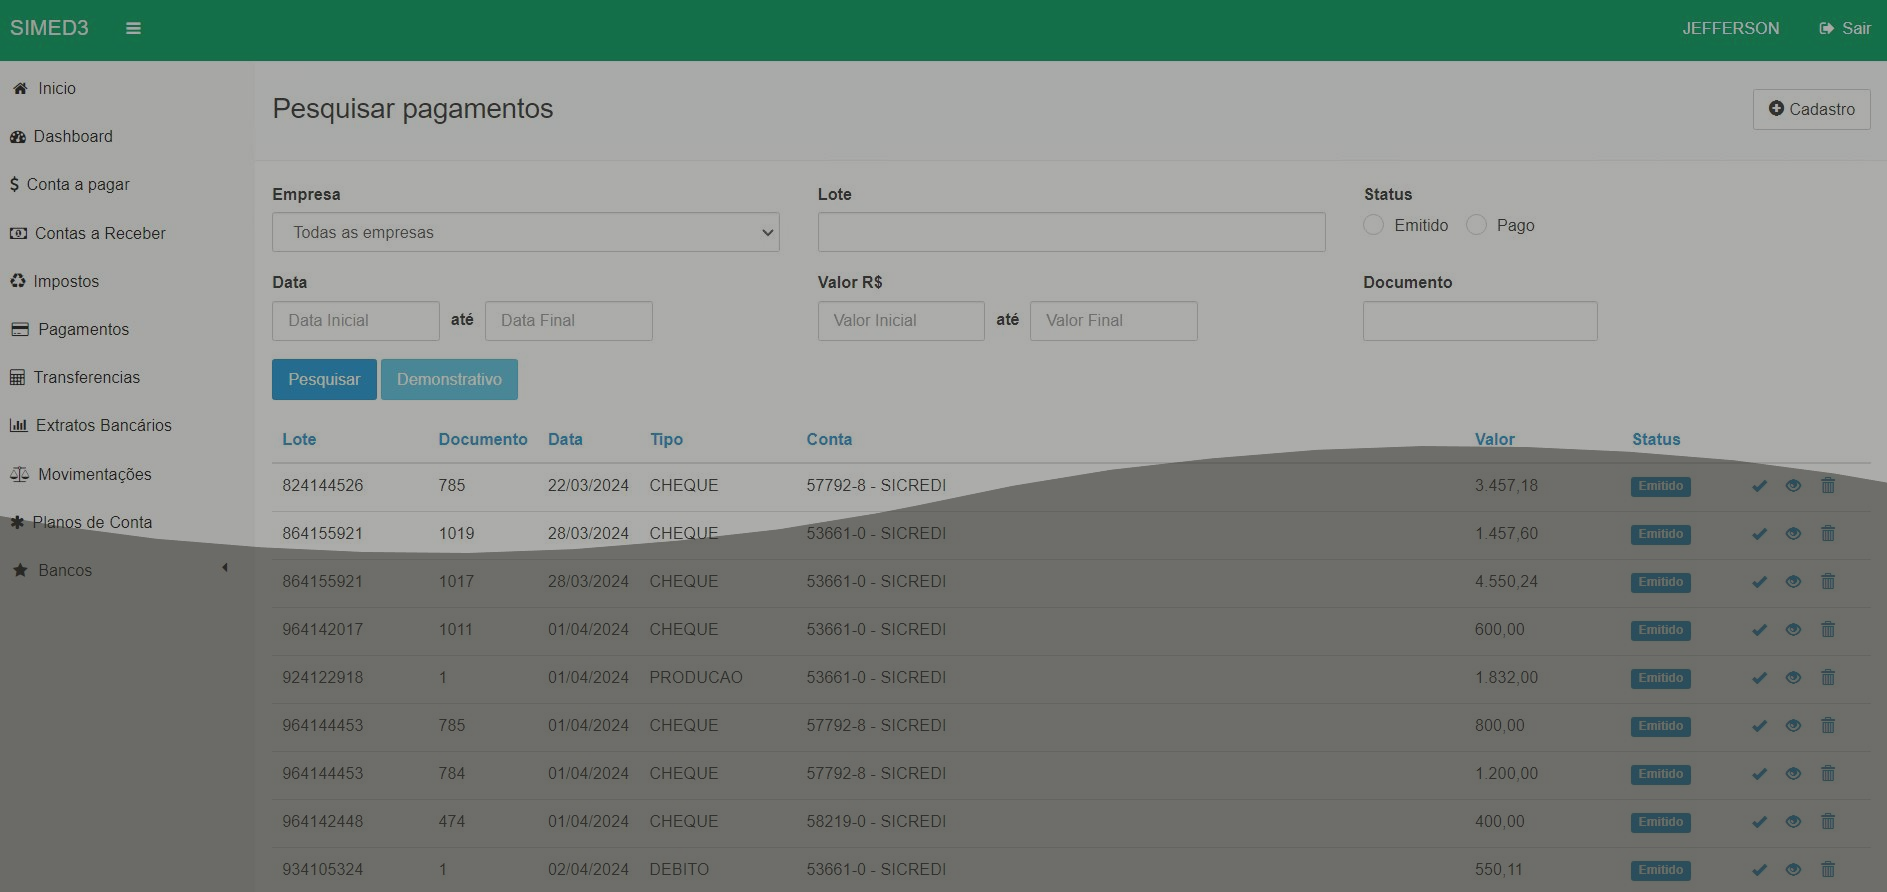 SIMED3 JEFFERSON Sair
Inicio
Dashboard
Conta a pagar
Contas a Receber
Impostos
Pagamentos
Transferencias
Extratos Bancários
Movimentações
Planos de Conta
Bancos
Pesquisar pagamentos Cadastro
Empresa Lote Status
Todas as empresas Emitido Pago
Data Valor R$ Documento
Data Inicial até Data Final Valor Inicial até Valor Final
Pesquisar Demonstrativo
Lote Documento Data Tipo Conta Valor Status
824144526 785 22/03/2024 CHEQUE 57792-8 - SICREDI 3.457,18 Emitido
864155921 1019 28/03/2024 CHEQUE 53661-0 - SICREDI 1.457,60 Emitido
864155921 1017 28/03/2024 CHEQUE 53661-0 - SICREDI 4.550,24 Emitido
964142017 1011 01/04/2024 CHEQUE 53661-0 - SICREDI 600,00 Emitido
924122918 1 01/04/2024 PRODUCAO 53661-0 - SICREDI 1.832,00 Emitido
964144453 785 01/04/2024 CHEQUE 57792-8 - SICREDI 800,00 Emitido
964144453 784 01/04/2024 CHEQUE 57792-8 - SICREDI 1.200,00 Emitido
964142448 474 01/04/2024 CHEQUE 58219-0 - SICREDI 400,00 Emitido
934105324 1 02/04/2024 DEBITO 53661-0 - SICREDI 550,11 Emitido